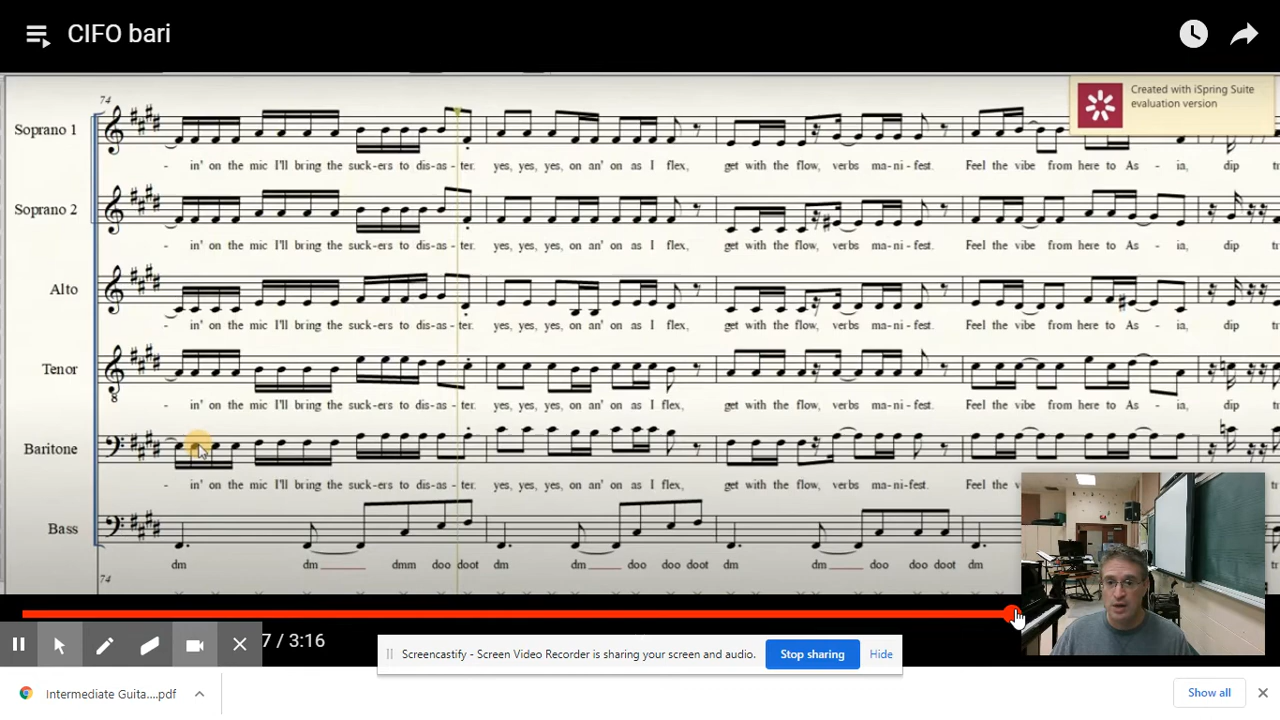 CIFO bari
Created with iSpring Suite
evaluation version
74
Soprano 1
- in' on the mic I'll bring the suck-ers to dis-as-ter. yes, yes, yes, on an' on as I flex, get with the flow, verbs ma-ni-fest. Feel the vibe from here to As - ia, dip
Soprano 2
- in' on the mic I'll bring the suck-ers to dis-as-ter. yes, yes, yes, on an' on as I flex, get with the flow, verbs ma-ni-fest. Feel the vibe from here to As - ia, dip
Alto
- in' on the mic I'll bring the suck-ers to dis-as-ter. yes, yes, yes, on an' on as I flex, get with the flow, verbs ma-ni-fest. Feel the vibe from here to As - ia, dip
Tenor
8
- in' on the mic I'll bring the suck-ers to dis-as-ter. yes, yes, yes, on an' on as I flex, get with the flow, verbs ma-ni-fest. Feel the vibe from here to As - ia, dip
Baritone
- in' on the mic I'll bring the suck-ers to dis-as-ter. yes, yes, yes, on an' on as I flex, get with the flow, verbs ma-ni-fest. Feel the
Bass
dm dm dmm doo doot dm dm doo doo doot dm dm doo doo doot dm
74
7 / 3:16
Screencastify - Screen Video Recorder is sharing your screen and audio.
Stop sharing
Hide
Intermediate Guita....pdf
Show all